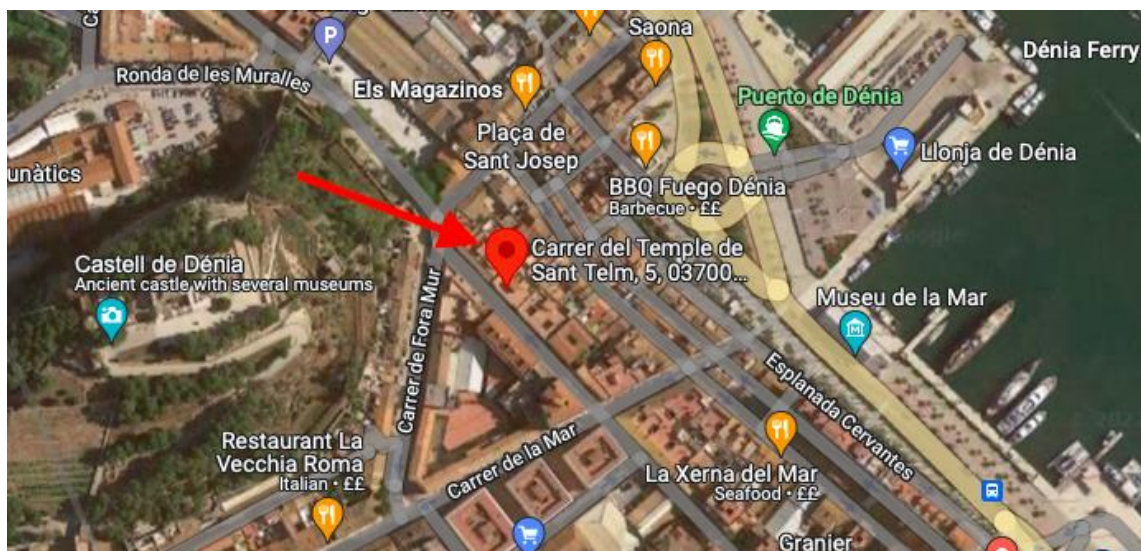 Saona
Dénia Ferry
P
Ronda de les Muralles
Els Magazinos
Puerto de Dénia
Plaça de
Sant Josep
Llonja de Dénia
unàtics
BBQ Fuego Dénia
Barbecue • ££
Carrer del Temple de
Sant Telm, 5, 03700...
Castell de Dénia
Ancient castle with several museums
Museu de la Mar
M
Carrer de Fora Mur
Esplanada Cervantes
Restaurant La
Vecchia Roma
Italian • ££
Carrer de la Mar
La Xerna del Mar
Seafood • ££
Granier